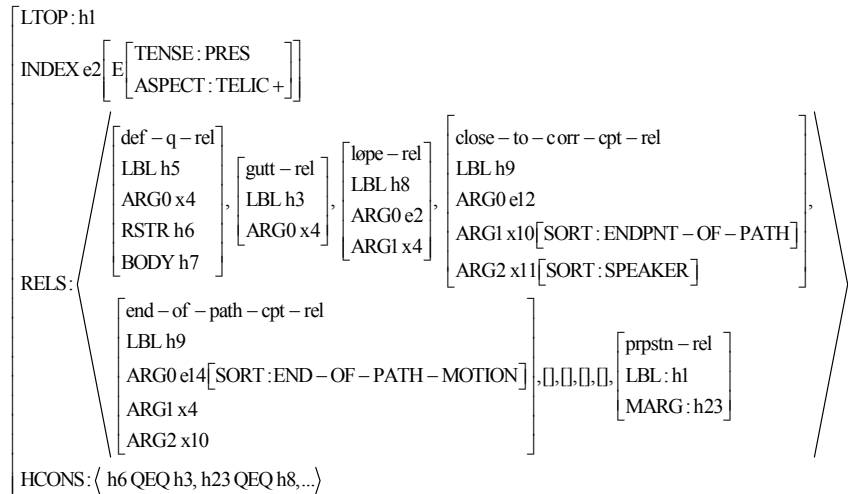 LTOP: h1
INDEX e2 [E [TENSE: PRES
ASPECT: TELIC +]]
RELS: ⟨
[def – q – rel
LBL h5
ARG0 x4
RSTR h6
BODY h7],
[gutt – rel
LBL h3
ARG0 x4],
[løpe – rel
LBL h8
ARG0 e2
ARG1 x4],
[close – to – corr – cpt – rel
LBL h9
ARG0 e12
ARG1 x10 [SORT: ENDPNT – OF – PATH]
ARG2 x11 [SORT: SPEAKER]],
[end – of – path – cpt – rel
LBL h9
ARG0 e14 [SORT: END – OF – PATH – MOTION]
ARG1 x4
ARG2 x10], [], [], [], [],
[prpstn – rel
LBL: h1
MARG: h23] ⟩
HCONS: ⟨ h6 QEQ h3, h23 QEQ h8,...⟩